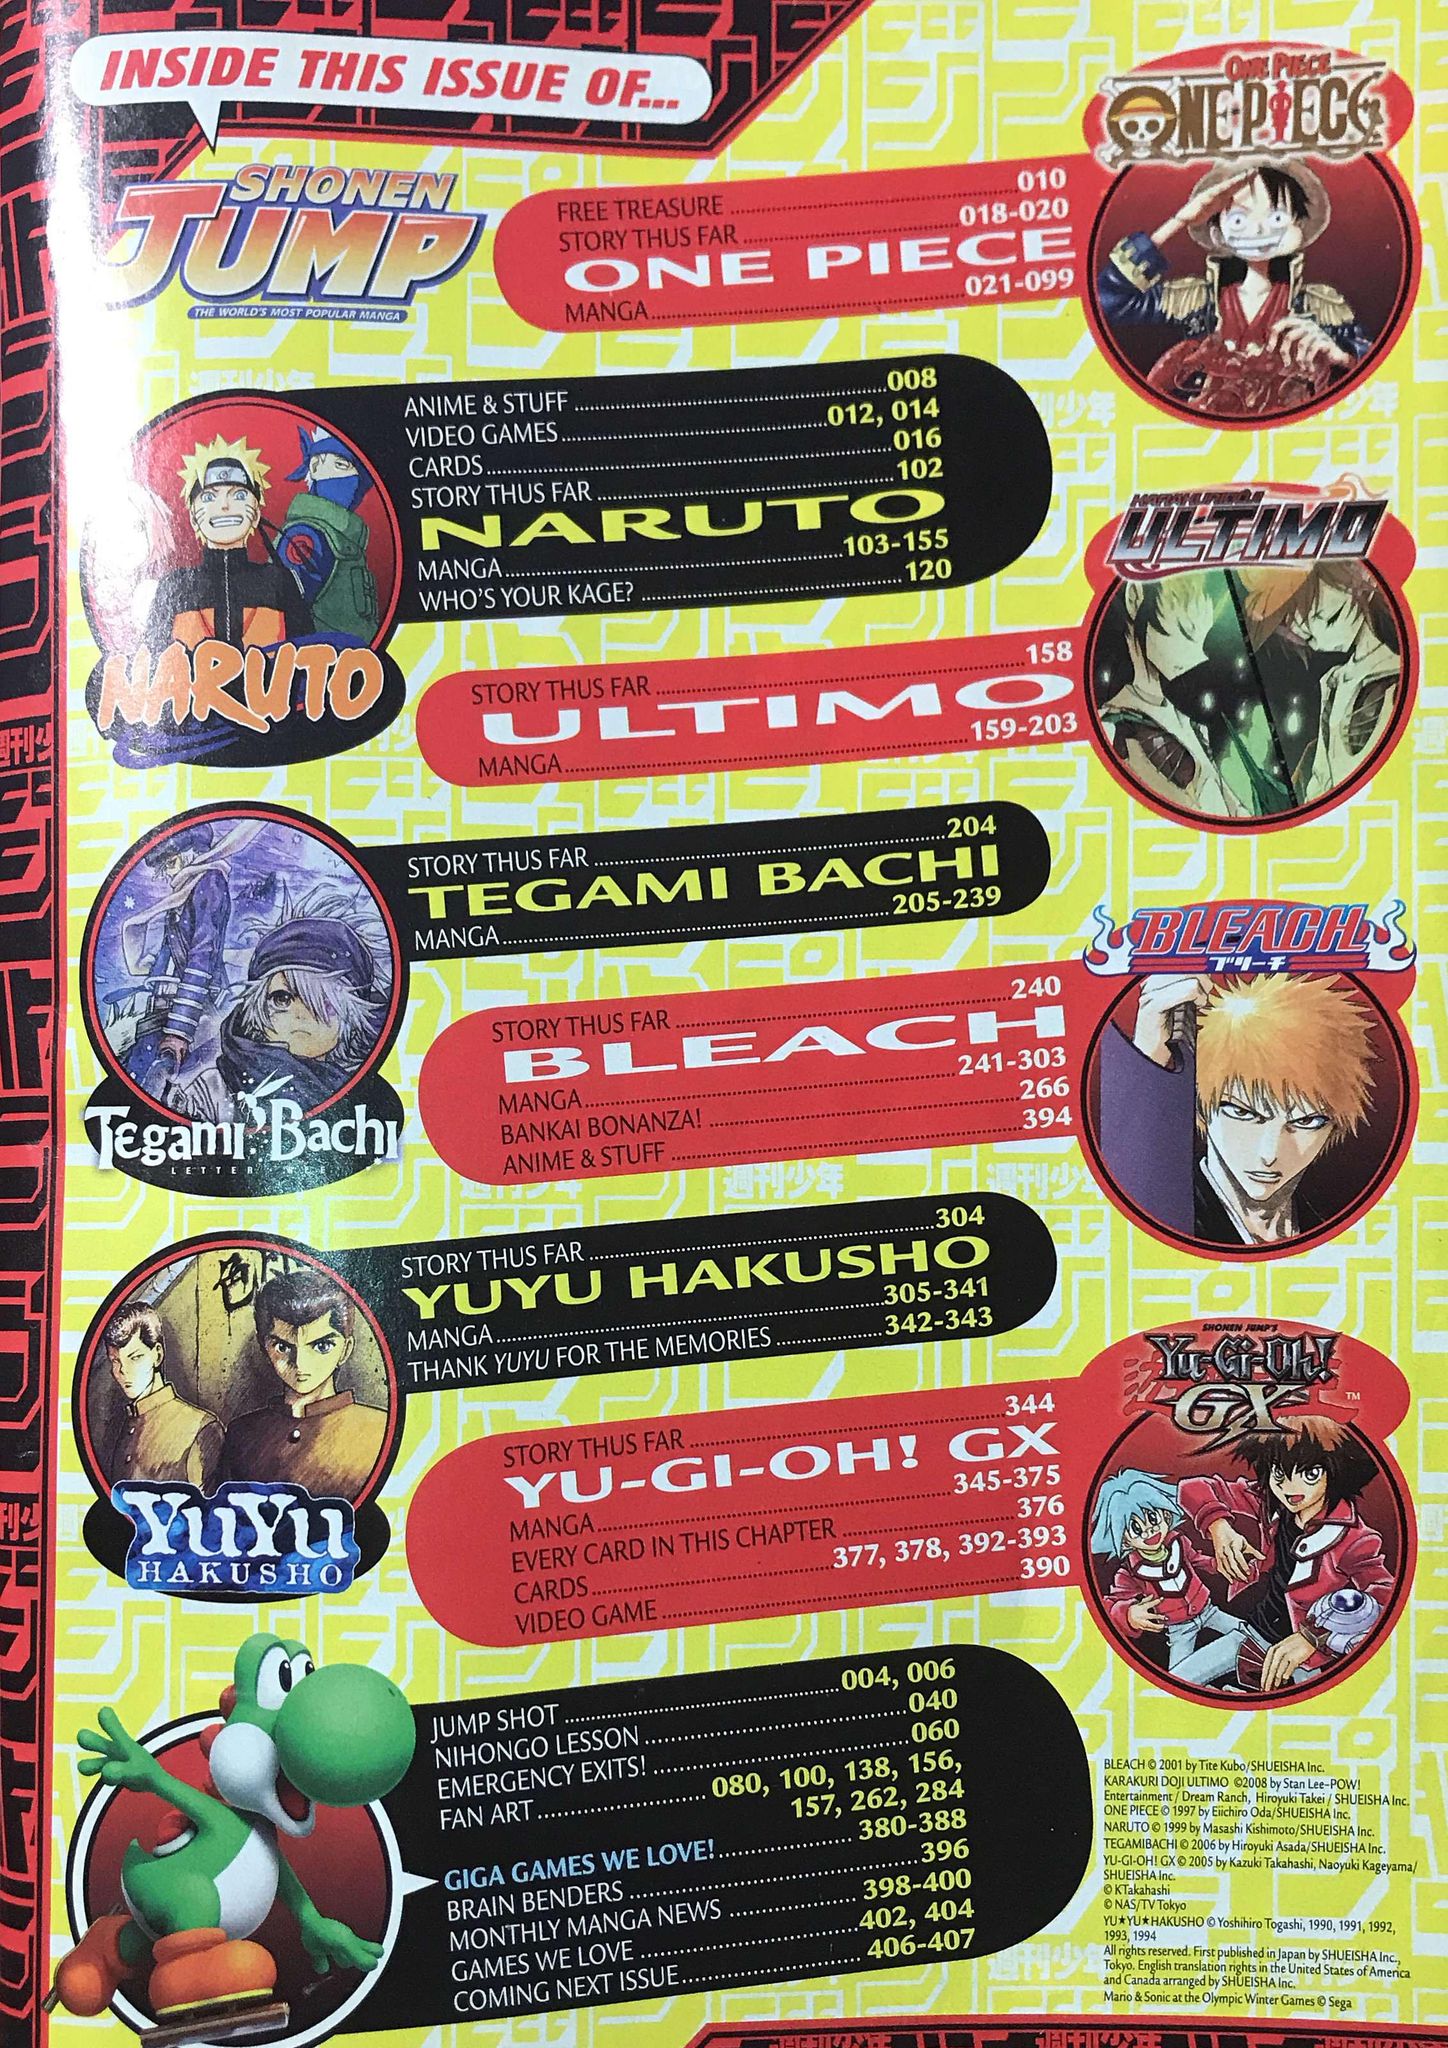 INSIDE THIS ISSUE OF...
SHONEN
JUMP
THE WORLD'S MOST POPULAR MANGA
ONE PIECE
ONE PIECE
FREE TREASURE 010
STORY THUS FAR 018-020
ONE PIECE
MANGA 021-099
ANIME & STUFF 008
VIDEO GAMES 012, 014
CARDS 016
STORY THUS FAR 102
NARUTO
MANGA 103-155
WHO'S YOUR KAGE? 120
NARUTO
ULTIMO
STORY THUS FAR 158
ULTIMO
MANGA 159-203
STORY THUS FAR 204
TEGAMI BACHI
MANGA 205-239
Tegami Bachi
LETTER BEE
BLEACH
ブリーチ
STORY THUS FAR 240
BLEACH
MANGA 241-303
BANKAI BONANZA! 266
ANIME & STUFF 394
STORY THUS FAR 304
YUYU HAKUSHO
MANGA 305-341
THANK YUYU FOR THE MEMORIES 342-343
色
YuYu
HAKUSHO
SHONEN JUMP'S
Yu-Gi-Oh!
GX
TM
STORY THUS FAR 344
YU-GI-OH! GX
MANGA 345-375
EVERY CARD IN THIS CHAPTER 376
CARDS 377, 378, 392-393
VIDEO GAME 390
JUMP SHOT 004, 006
NIHONGO LESSON 040
EMERGENCY EXITS! 060
FAN ART 080, 100, 138, 156,
157, 262, 284
GIGA GAMES WE LOVE! 380-388
BRAIN BENDERS 396
MONTHLY MANGA NEWS 398-400
GAMES WE LOVE 402, 404
COMING NEXT ISSUE 406-407
BLEACH © 2001 by Tite Kubo/SHUEISHA Inc.
KARAKURI DOJI ULTIMO ©2008 by Stan Lee-POW!
Entertainment / Dream Ranch, Hiroyuki Takei / SHUEISHA Inc.
ONE PIECE © 1997 by Eiichiro Oda/SHUEISHA Inc.
NARUTO © 1999 by Masashi Kishimoto/SHUEISHA Inc.
TEGAMIBACHI © 2006 by Hiroyuki Asada/SHUEISHA Inc.
YU-GI-OH! GX © 2005 by Kazuki Takahashi, Naoyuki Kageyama/
SHUEISHA Inc.
© KTakahashi
© NAS/TV Tokyo
YU★YU★HAKUSHO © Yoshihiro Togashi, 1990, 1991, 1992,
1993, 1994
All rights reserved. First published in Japan by SHUEISHA Inc.,
Tokyo. English translation rights in the United States of America
and Canada arranged by SHUEISHA Inc.
Mario & Sonic at the Olympic Winter Games © Sega
週刊少年